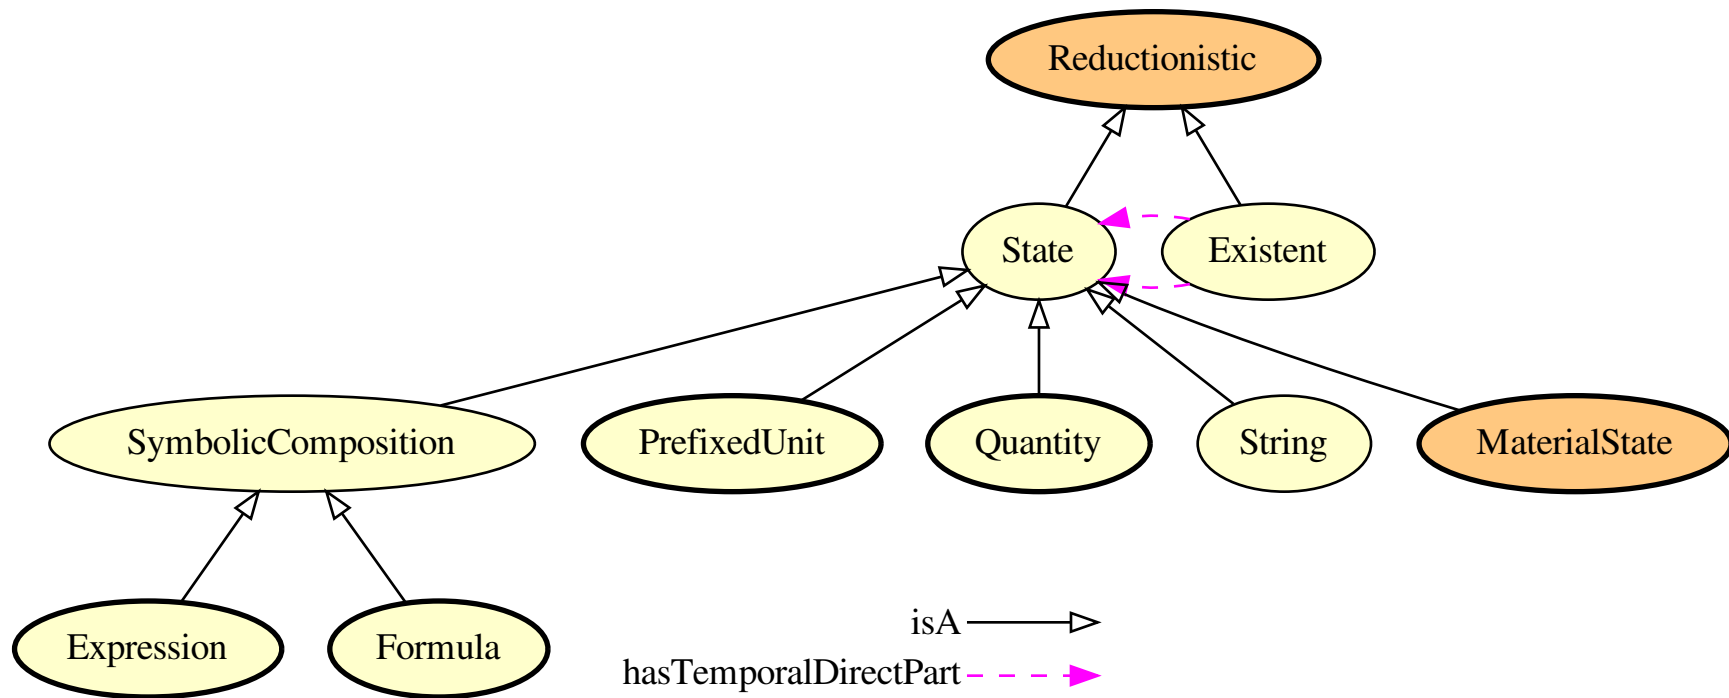 Reductionistic
State
Existent
SymbolicComposition
PrefixedUnit
Quantity
String
MaterialState
Expression
Formula
isA
hasTemporalDirectPart